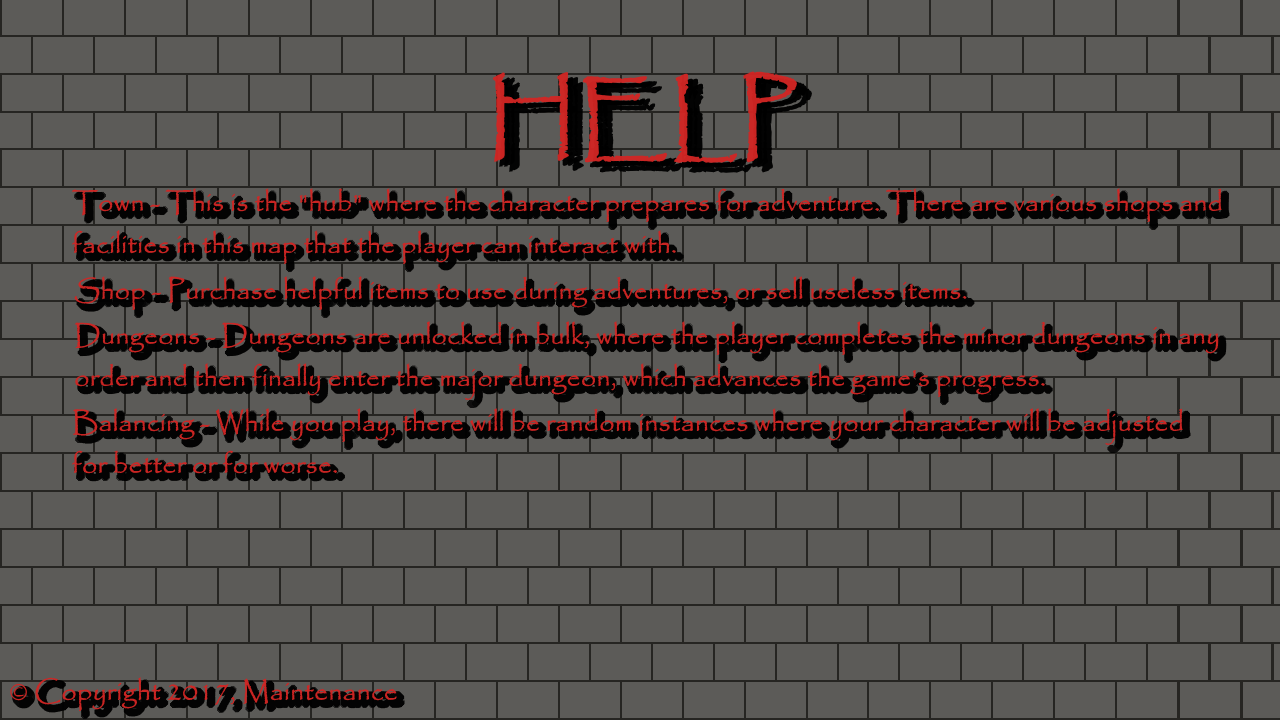 HELP
Town - This is the "hub" where the character prepares for adventure. There are various shops and
facilities in this map that the player can interact with.
Shop - Purchase helpful items to use during adventures, or sell useless items.
Dungeons - Dungeons are unlocked in bulk, where the player completes the minor dungeons in any
order and then finally enter the major dungeon, which advances the game's progress.
Balancing - While you play, there will be random instances where your character will be adjusted
for better or for worse.
© Copyright 2017, Maintenance